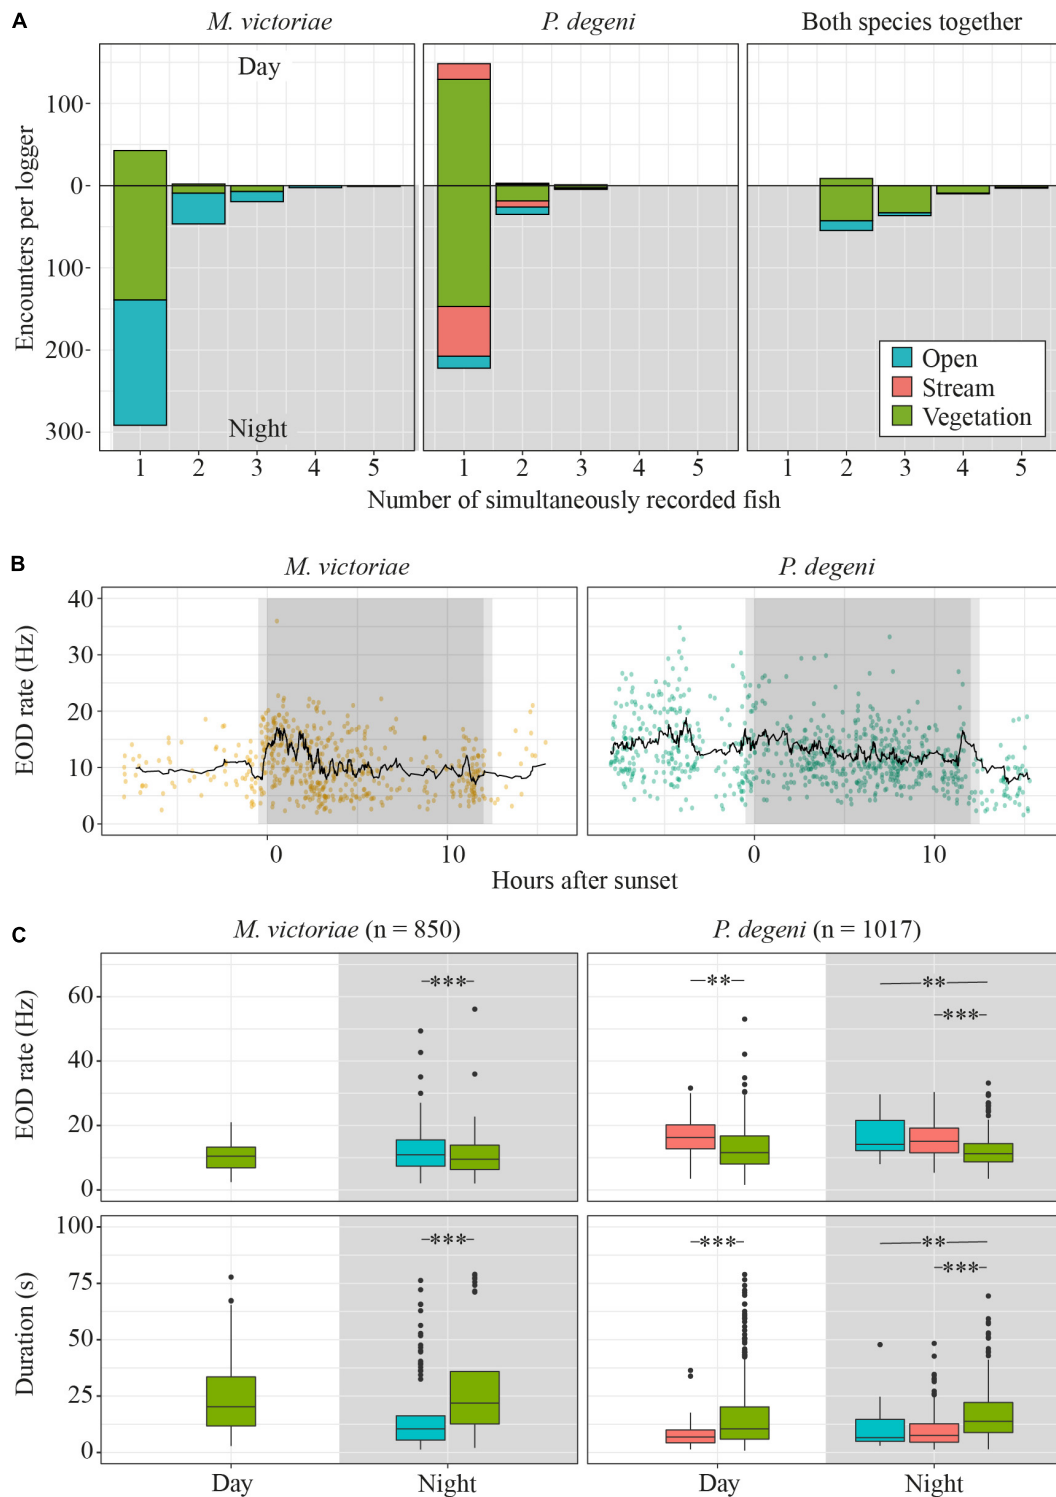 A
M. victoriae
P. degeni
Both species together
Day
Night
Encounters per logger
100-
0-
100-
200-
300-
1 2 3 4 5
1 2 3 4 5
1 2 3 4 5
Open
Stream
Vegetation
Number of simultaneously recorded fish
B
M. victoriae
P. degeni
EOD rate (Hz)
40
30
20
10
0
0 10
0 10
Hours after sunset
C
M. victoriae (n = 850)
P. degeni (n = 1017)
EOD rate (Hz)
60
40
20
0
***
**
**
***
Duration (s)
100
75
50
25
0
***
***
**
***
Day Night
Day Night